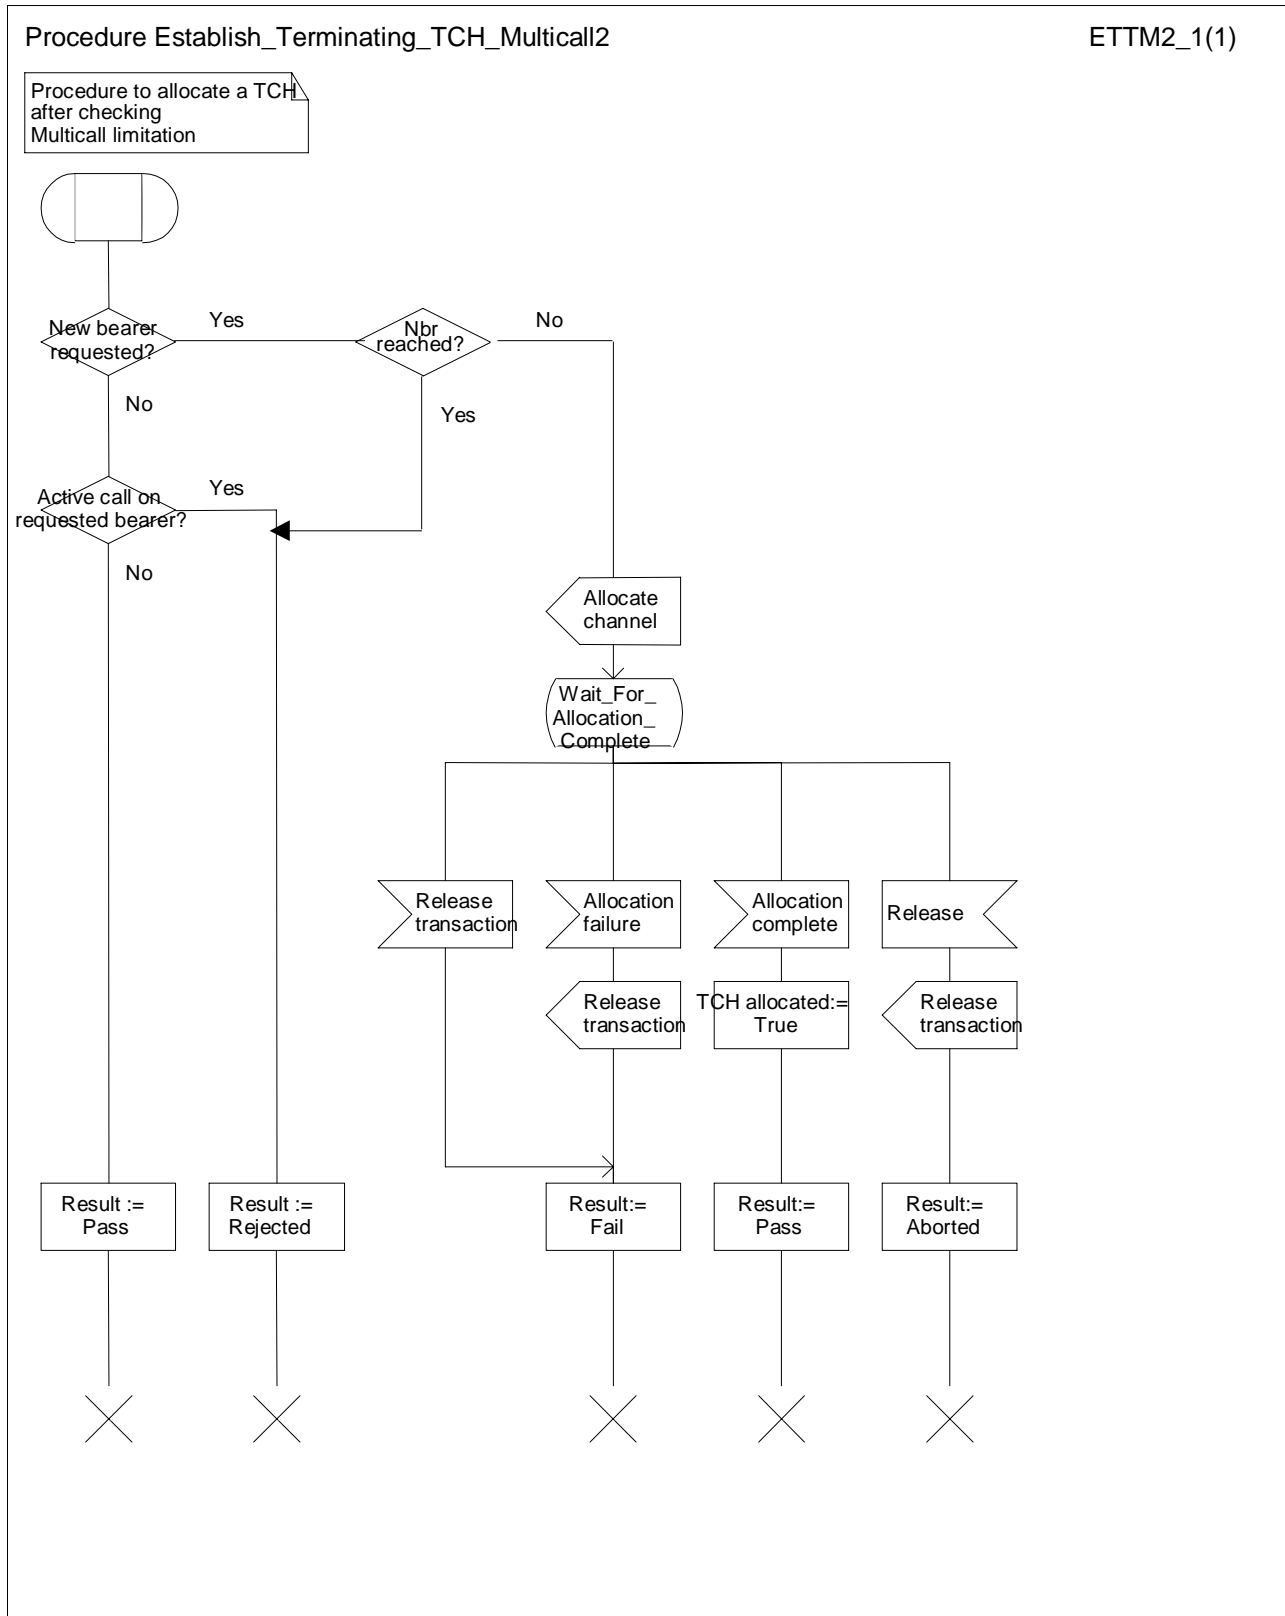 Procedure Establish_Terminating_TCH_Multicall2
ETTM2_1(1)
Procedure to allocate a TCH
after checking
Multicall limitation
New bearer
requested?
Yes
Nbr
reached?
No
No
Yes
Active call on
requested bearer?
Yes
No
Allocate
channel
Wait_For_
Allocation_
Complete
Release
transaction
Allocation
failure
Allocation
complete
Release
Release
transaction
TCH allocated:=
True
Release
transaction
Result :=
Pass
Result :=
Rejected
Result:=
Fail
Result:=
Pass
Result:=
Aborted